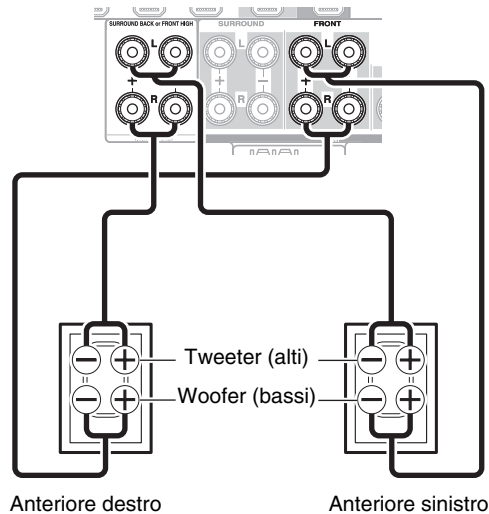 SURROUND BACK or FRONT HIGH SURROUND FRONT
L L L
+ − + − +
R R R
− + Tweeter (alti) − +
− + Woofer (bassi) − +
Anteriore destro Anteriore sinistro